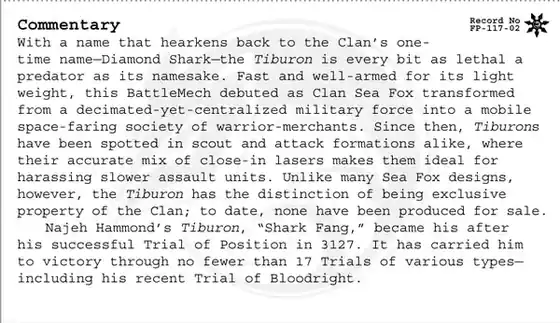 Commentary
Record No
FP-117-02
With a name that hearkens back to the Clan’s one-
time name—Diamond Shark—the Tiburon is every bit as lethal a
predator as its namesake. Fast and well-armed for its light
weight, this BattleMech debuted as Clan Sea Fox transformed
from a decimated-yet-centralized military force into a mobile
space-faring society of warrior-merchants. Since then, Tiburons
have been spotted in scout and attack formations alike, where
their accurate mix of close-in lasers makes them ideal for
harassing slower assault units. Unlike many Sea Fox designs,
however, the Tiburon has the distinction of being exclusive
property of the Clan; to date, none have been produced for sale.
Najeh Hammond’s Tiburon, “Shark Fang,” became his after
his successful Trial of Position in 3127. It has carried him
to victory through no fewer than 17 Trials of various types—
including his recent Trial of Bloodright.